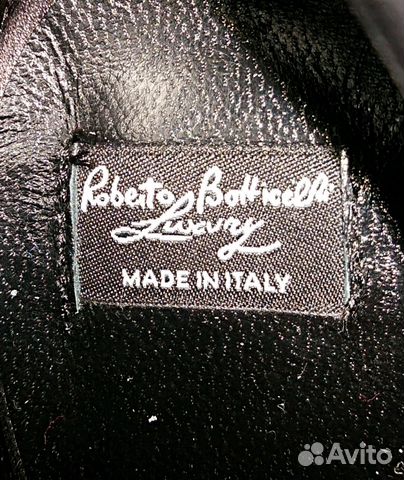 Roberto Botticelli
Luxury
MADE IN ITALY
Avito